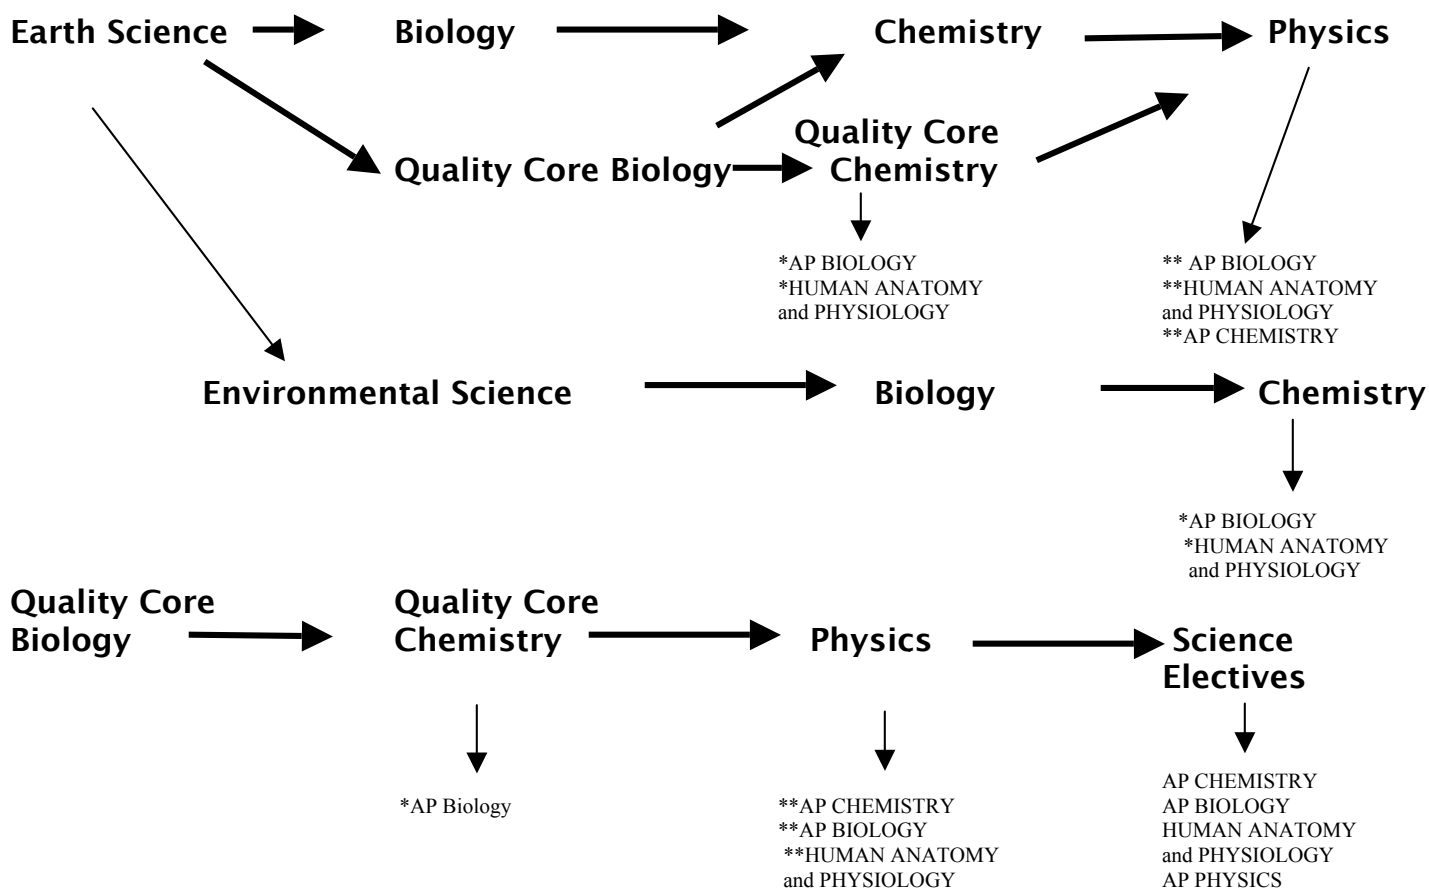 Earth Science
Biology
Chemistry
Physics
Quality Core Biology
Quality Core
Chemistry
*AP BIOLOGY
*HUMAN ANATOMY
and PHYSIOLOGY
** AP BIOLOGY
**HUMAN ANATOMY
and PHYSIOLOGY
**AP CHEMISTRY
Environmental Science
Biology
Chemistry
*AP BIOLOGY
*HUMAN ANATOMY
and PHYSIOLOGY
Quality Core
Biology
Quality Core
Chemistry
Physics
Science
Electives
*AP Biology
**AP CHEMISTRY
**AP BIOLOGY
**HUMAN ANATOMY
and PHYSIOLOGY
AP CHEMISTRY
AP BIOLOGY
HUMAN ANATOMY
and PHYSIOLOGY
AP PHYSICS